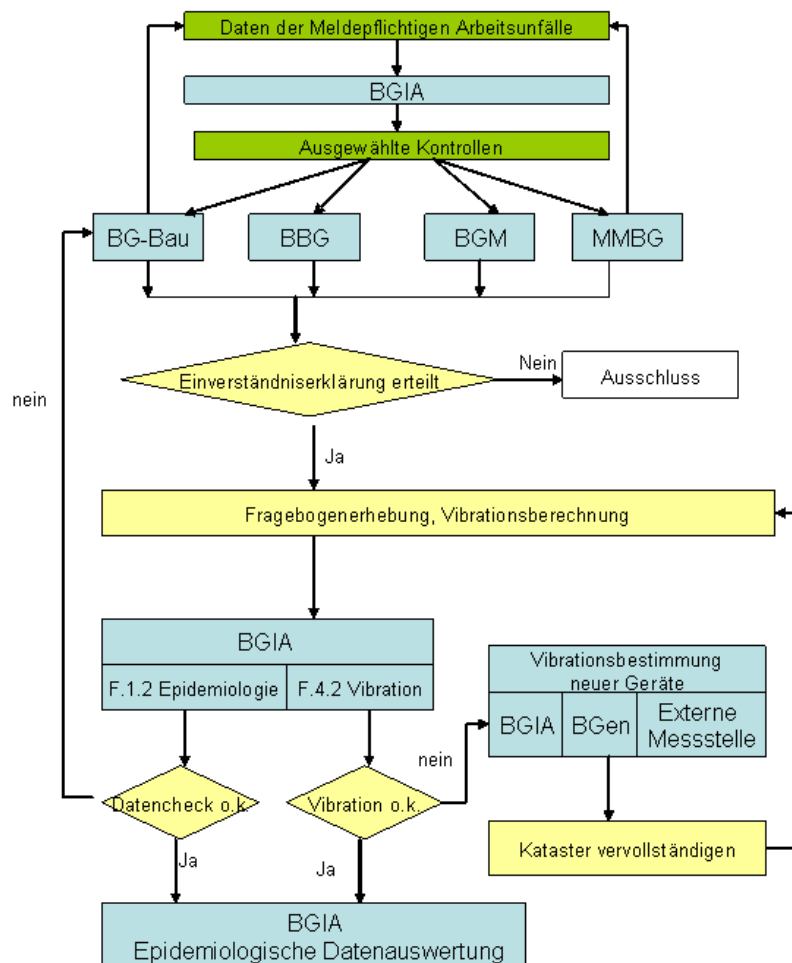 Daten der Meldepflichtigen Arbeitsunfälle
BGIA
Ausgewählte Kontrollen
BG-Bau
BBG
BGM
MMBG
Einverständniserklärung erteilt
Nein
Ausschluss
nein
Ja
Fragebogenerhebung, Vibrationsberechnung
BGIA
F.1.2 Epidemiologie
F.4.2 Vibration
Vibrationsbestimmung
neuer Geräte
BGIA
BGen
Externe
Messstelle
nein
Datencheck o.k.
Vibration o.k.
Kataster vervollständigen
Ja
Ja
BGIA
Epidemiologische Datenauswertung